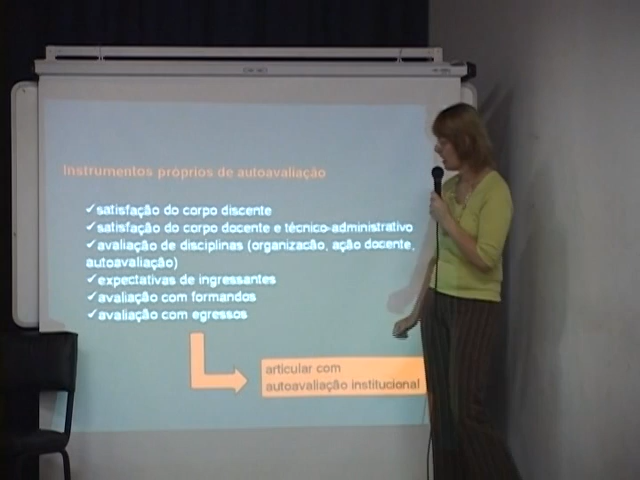 Instrumentos próprios de autoavaliação
✓satisfação do corpo discente
✓satisfação do corpo docente e técnico-administrativo
✓avaliação de disciplinas (organizacão, ação docente,
autoavaliação)
✓expectativas de ingressantes
✓avaliação com formandos
✓avaliação com egressos
articular com
autoavaliação institucional